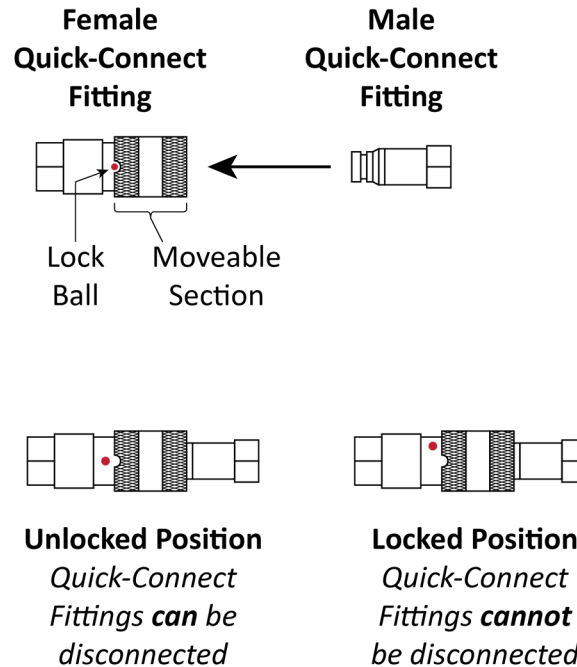 Female
Quick-Connect
Fitting
Male
Quick-Connect
Fitting
Lock
Ball
Moveable
Section
Unlocked Position
Quick-Connect
Fittings can be
disconnected
Locked Position
Quick-Connect
Fittings cannot
be disconnected